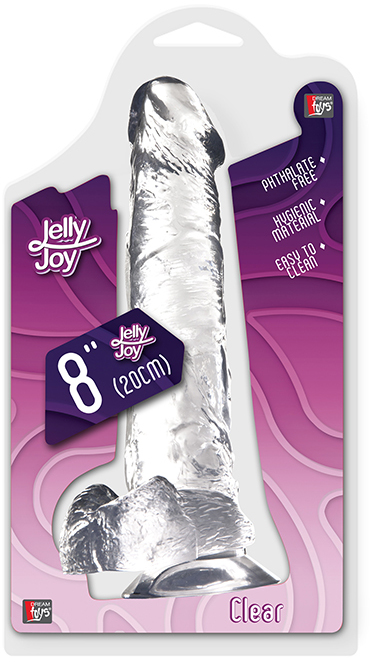 DREAM
toys
PHTHALATE
FREE
HYGIENIC
MATERIAL
EASY TO
CLEAN
Jelly
Joy
Jelly
Joy
8"
(20CM)
DREAM
toys
Clear